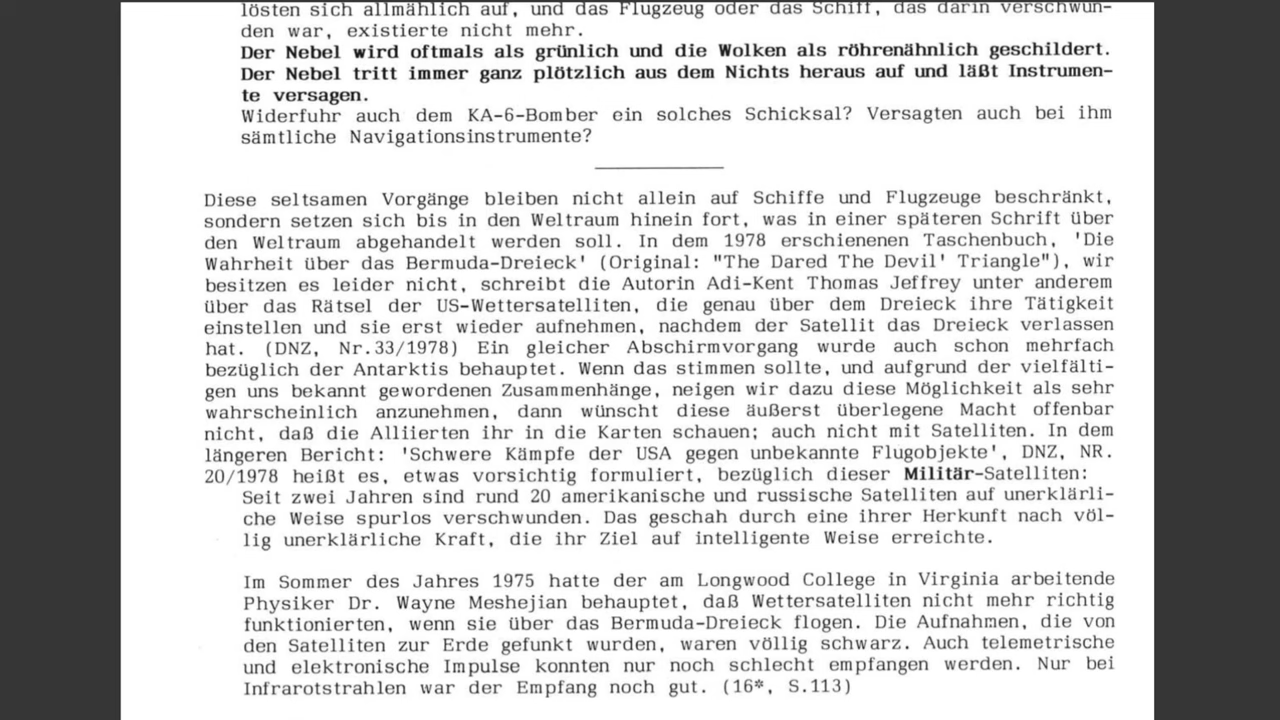 lösten sich allmählich auf, und das Flugzeug oder das Schiff, das darin verschwun-
den war, existierte nicht mehr.
Der Nebel wird oftmals als grünlich und die Wolken als röhrenähnlich geschildert.
Der Nebel tritt immer ganz plötzlich aus dem Nichts heraus auf und läßt Instrumen-
te versagen.
Widerfuhr auch dem KA-6-Bomber ein solches Schicksal? Versagten auch bei ihm
sämtliche Navigationsinstrumente?
Diese seltsamen Vorgänge bleiben nicht allein auf Schiffe und Flugzeuge beschränkt,
sondern setzen sich bis in den Weltraum hinein fort, was in einer späteren Schrift über
den Weltraum abgehandelt werden soll. In dem 1978 erschienenen Taschenbuch, 'Die
Wahrheit über das Bermuda-Dreieck' (Original: "The Dared The Devil' Triangle"), wir
besitzen es leider nicht, schreibt die Autorin Adi-Kent Thomas Jeffrey unter anderem
über das Rätsel der US-Wettersatelliten, die genau über dem Dreieck ihre Tätigkeit
einstellen und sie erst wieder aufnehmen, nachdem der Satellit das Dreieck verlassen
hat. (DNZ, Nr.33/1978) Ein gleicher Abschirmvorgang wurde auch schon mehrfach
bezüglich der Antarktis behauptet. Wenn das stimmen sollte, und aufgrund der vielfälti-
gen uns bekannt gewordenen Zusammenhänge, neigen wir dazu diese Möglichkeit als sehr
wahrscheinlich anzunehmen, dann wünscht diese äußerst überlegene Macht offenbar
nicht, daß die Alliierten ihr in die Karten schauen; auch nicht mit Satelliten. In dem
längeren Bericht: 'Schwere Kämpfe der USA gegen unbekannte Flugobjekte', DNZ, NR.
20/1978 heißt es, etwas vorsichtig formuliert, bezüglich dieser Militär-Satelliten:
Seit zwei Jahren sind rund 20 amerikanische und russische Satelliten auf unerklärli-
che Weise spurlos verschwunden. Das geschah durch eine ihrer Herkunft nach völ-
lig unerklärliche Kraft, die ihr Ziel auf intelligente Weise erreichte.
Im Sommer des Jahres 1975 hatte der am Longwood College in Virginia arbeitende
Physiker Dr. Wayne Meshejian behauptet, daß Wettersatelliten nicht mehr richtig
funktionierten, wenn sie über das Bermuda-Dreieck flogen. Die Aufnahmen, die von
den Satelliten zur Erde gefunkt wurden, waren völlig schwarz. Auch telemetrische
und elektronische Impulse konnten nur noch schlecht empfangen werden. Nur bei
Infrarotstrahlen war der Empfang noch gut. (16*, S.113)